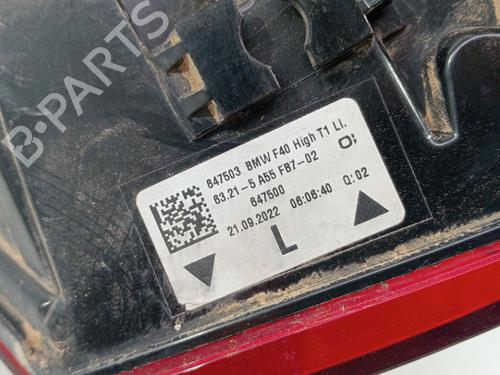 B-PARTS
647503 BMW F40 High T1 LI.
63.21-5 A55 FB7-02
O;
647500
21.09.2022 06:06:40 Q:02
L